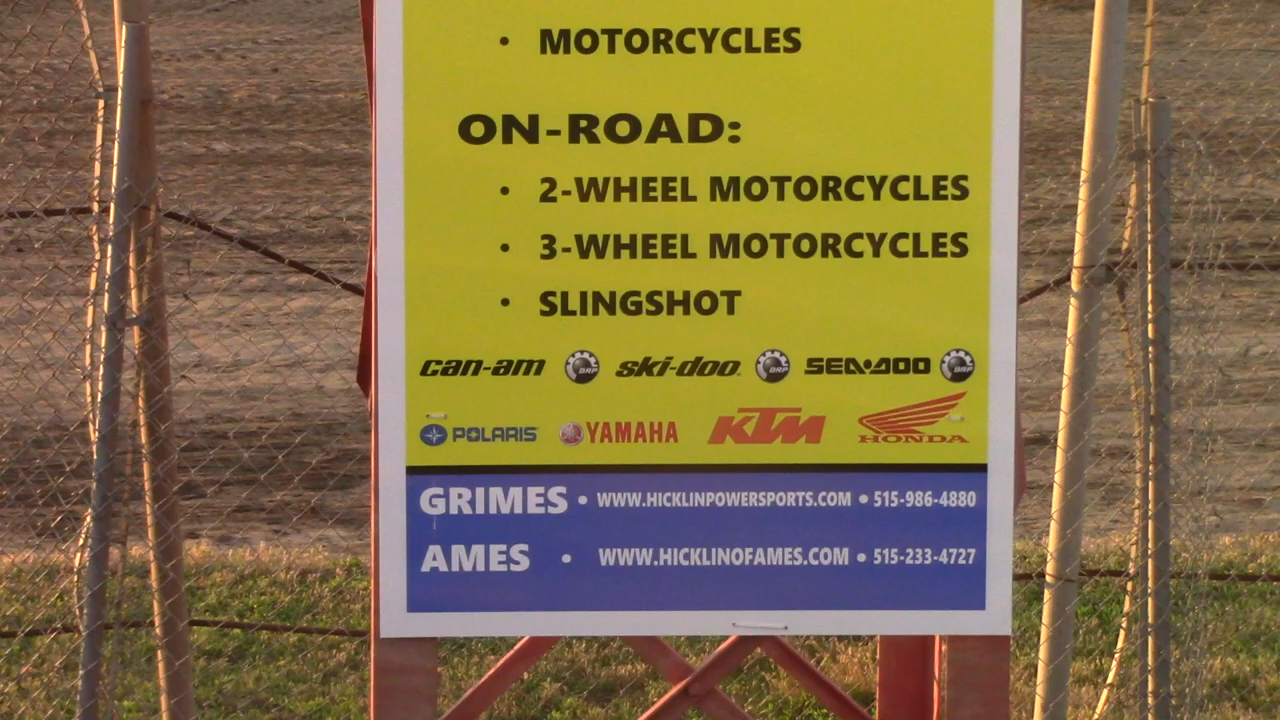 • MOTORCYCLES
ON-ROAD:
• 2-WHEEL MOTORCYCLES
• 3-WHEEL MOTORCYCLES
• SLINGSHOT
can-am BRP ski-doo BRP SEA-DOO BRP
POLARIS YAMAHA KTM HONDA
GRIMES • WWW.HICKLINPOWERSPORTS.COM • 515-986-4880
AMES • WWW.HICKLINOFAMES.COM • 515-233-4727